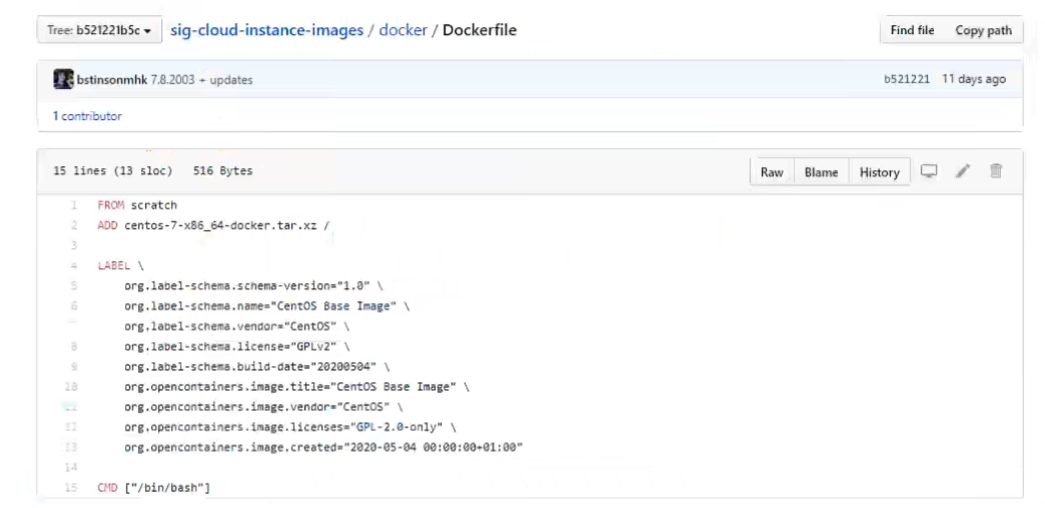 Tree: b521221b5c sig-cloud-instance-images / docker / Dockerfile Find file Copy path
bstinsonmhk 7.8.2003 + updates b521221 11 days ago
1 contributor
15 lines (13 sloc) 516 Bytes Raw Blame History
1 FROM scratch
2 ADD centos-7-x86_64-docker.tar.xz /
3
4 LABEL \
5 org.label-schema.schema-version="1.0" \
6 org.label-schema.name="CentOS Base Image" \
org.label-schema.vendor="CentOS" \
8 org.label-schema.license="GPLv2" \
9 org.label-schema.build-date="20200504" \
10 org.opencontainers.image.title="CentOS Base Image" \
11 org.opencontainers.image.vendor="CentOS" \
12 org.opencontainers.image.licenses="GPL-2.0-only" \
13 org.opencontainers.image.created="2020-05-04 00:00:00+01:00"
14
15 CMD ["/bin/bash"]